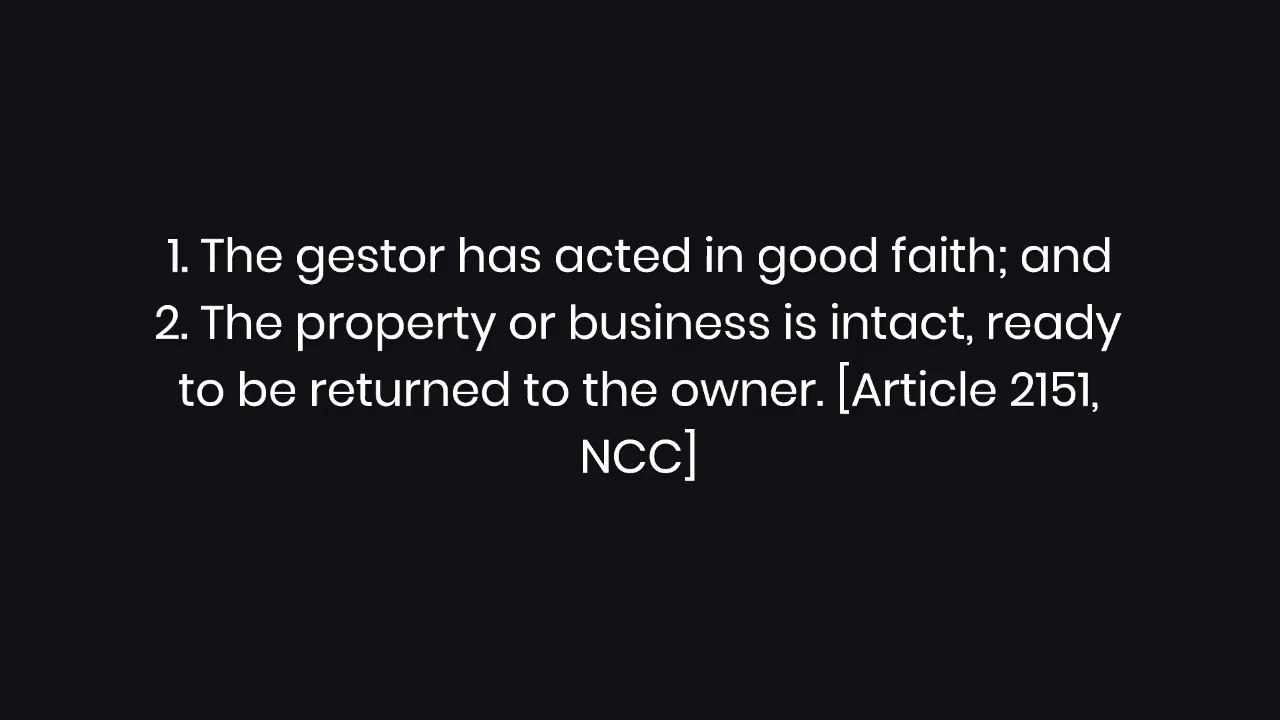 1. The gestor has acted in good faith; and
2. The property or business is intact, ready
to be returned to the owner. [Article 2151,
NCC]